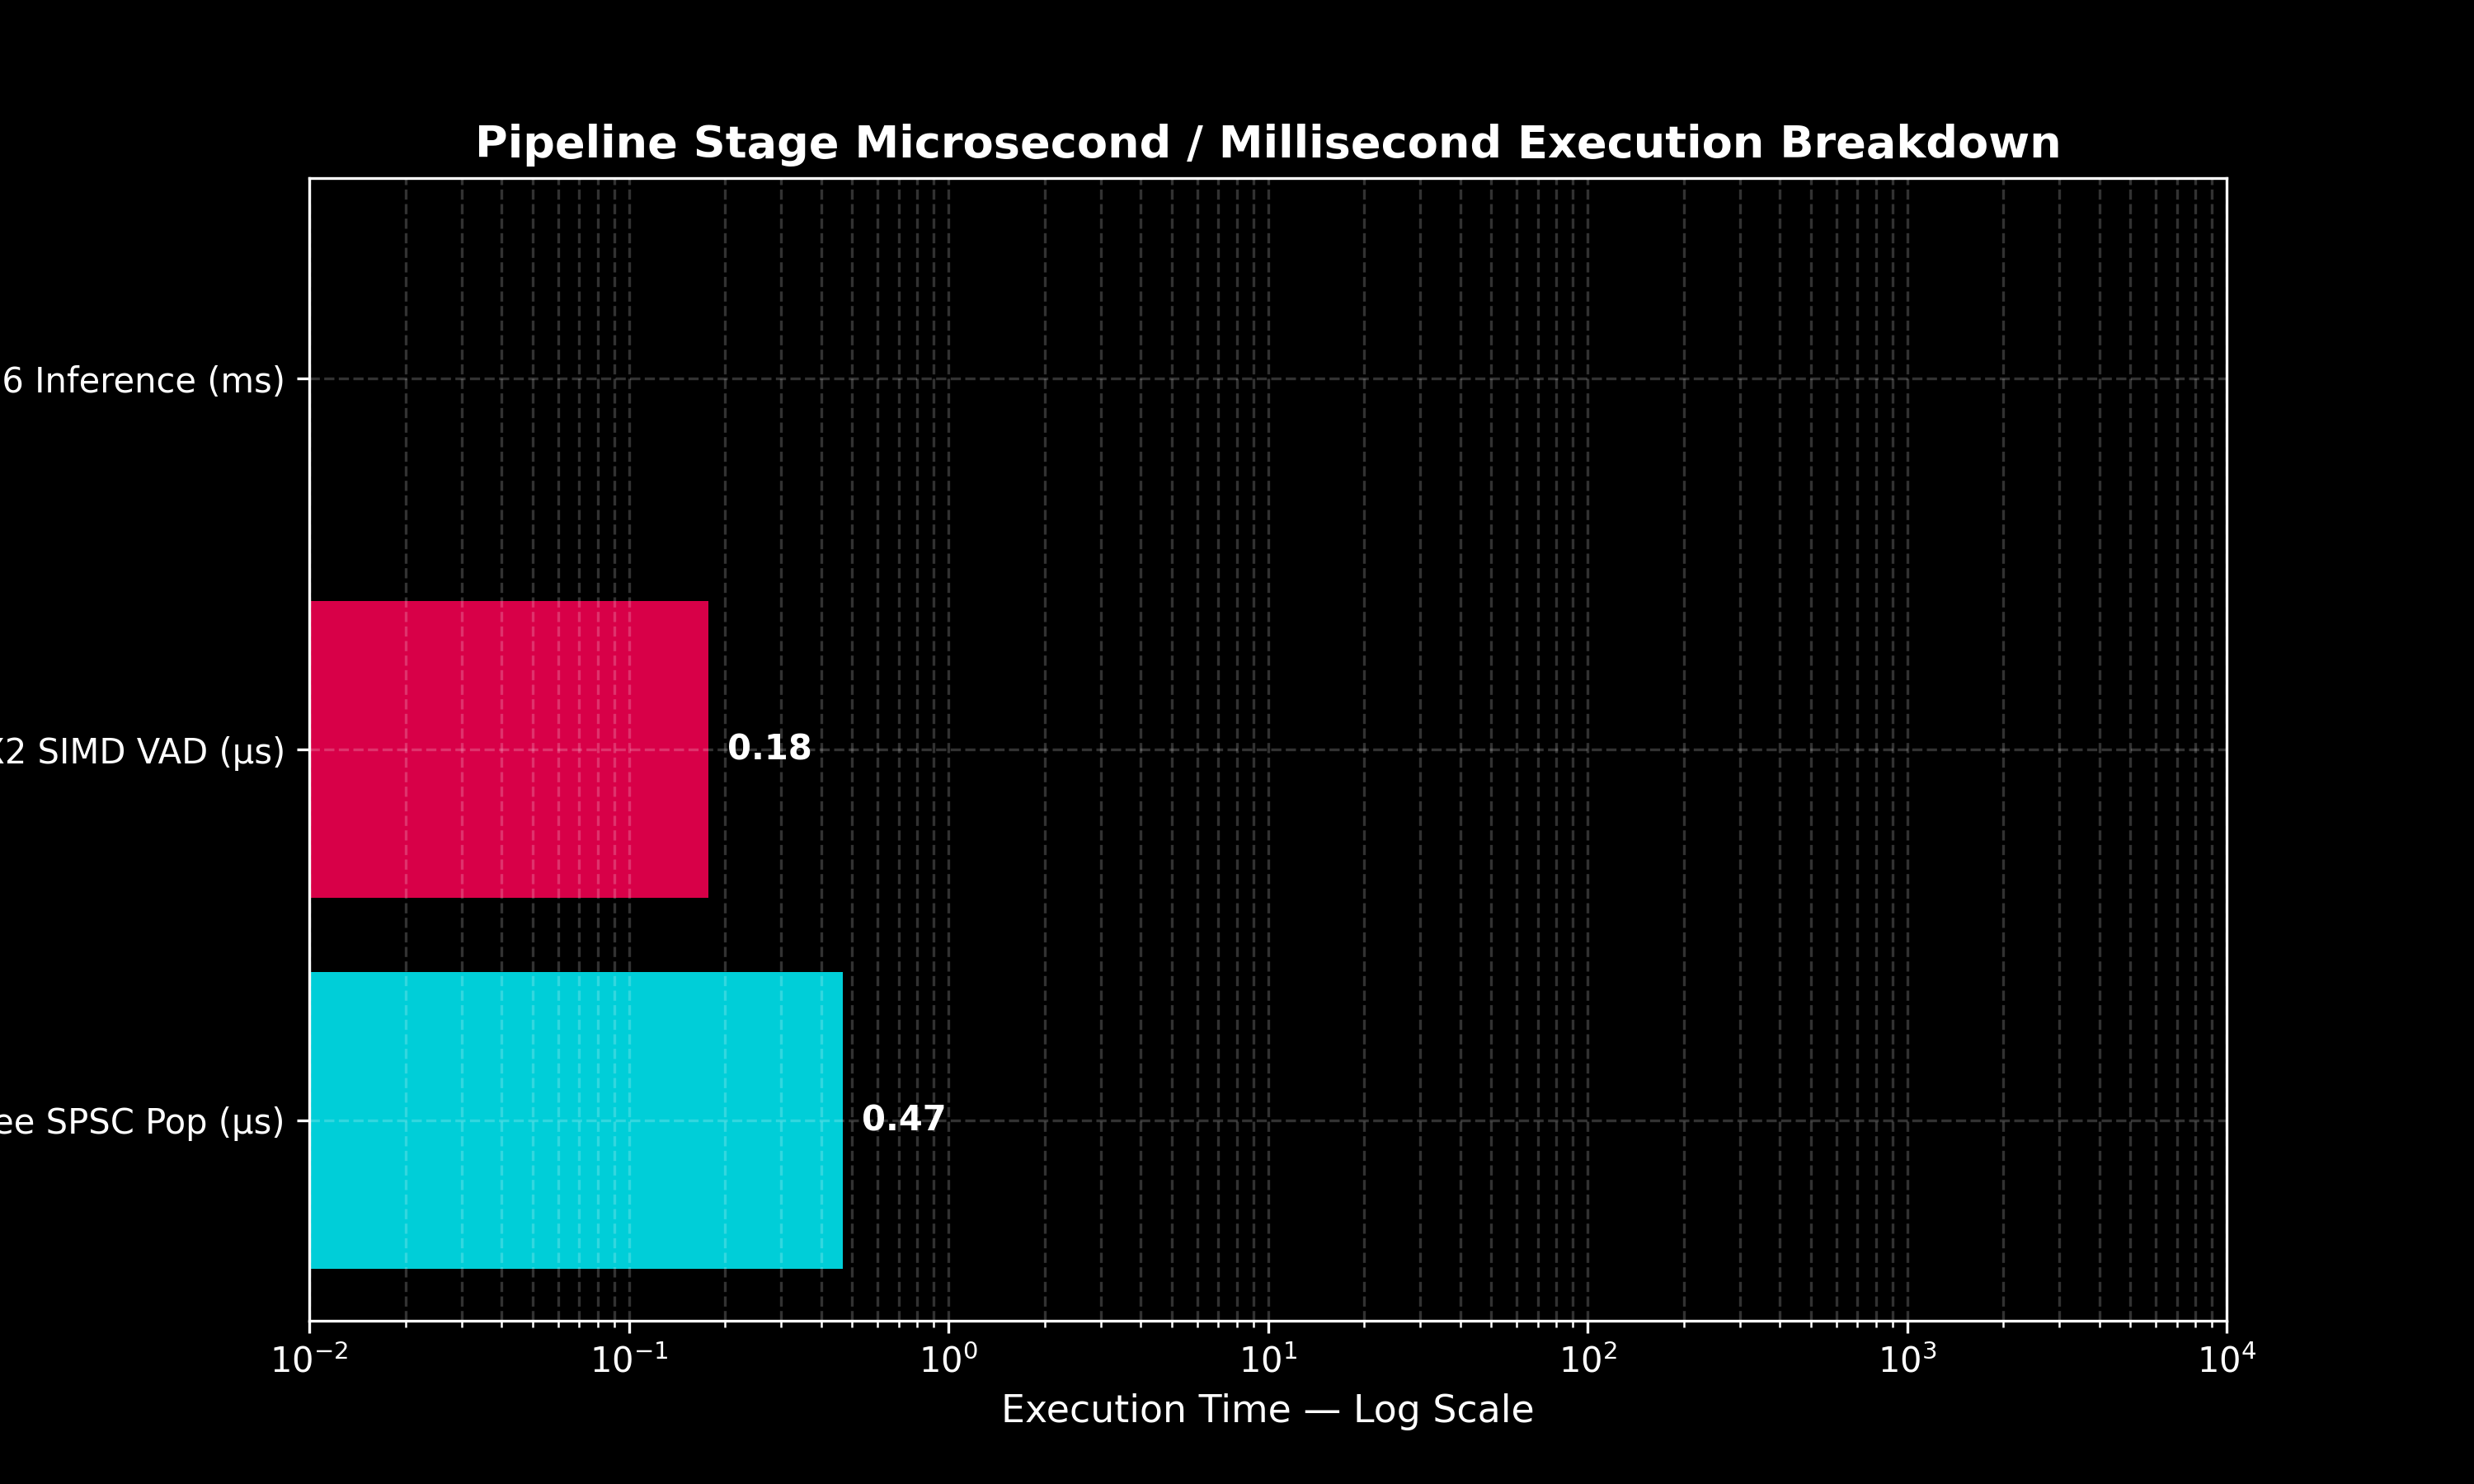 Pipeline Stage Microsecond / Millisecond Execution Breakdown
6 Inference (ms)
2 SIMD VAD (µs)
0.18
ee SPSC Pop (µs)
0.47
10⁻² 10⁻¹ 10⁰ 10¹ 10² 10³ 10⁴
Execution Time — Log Scale